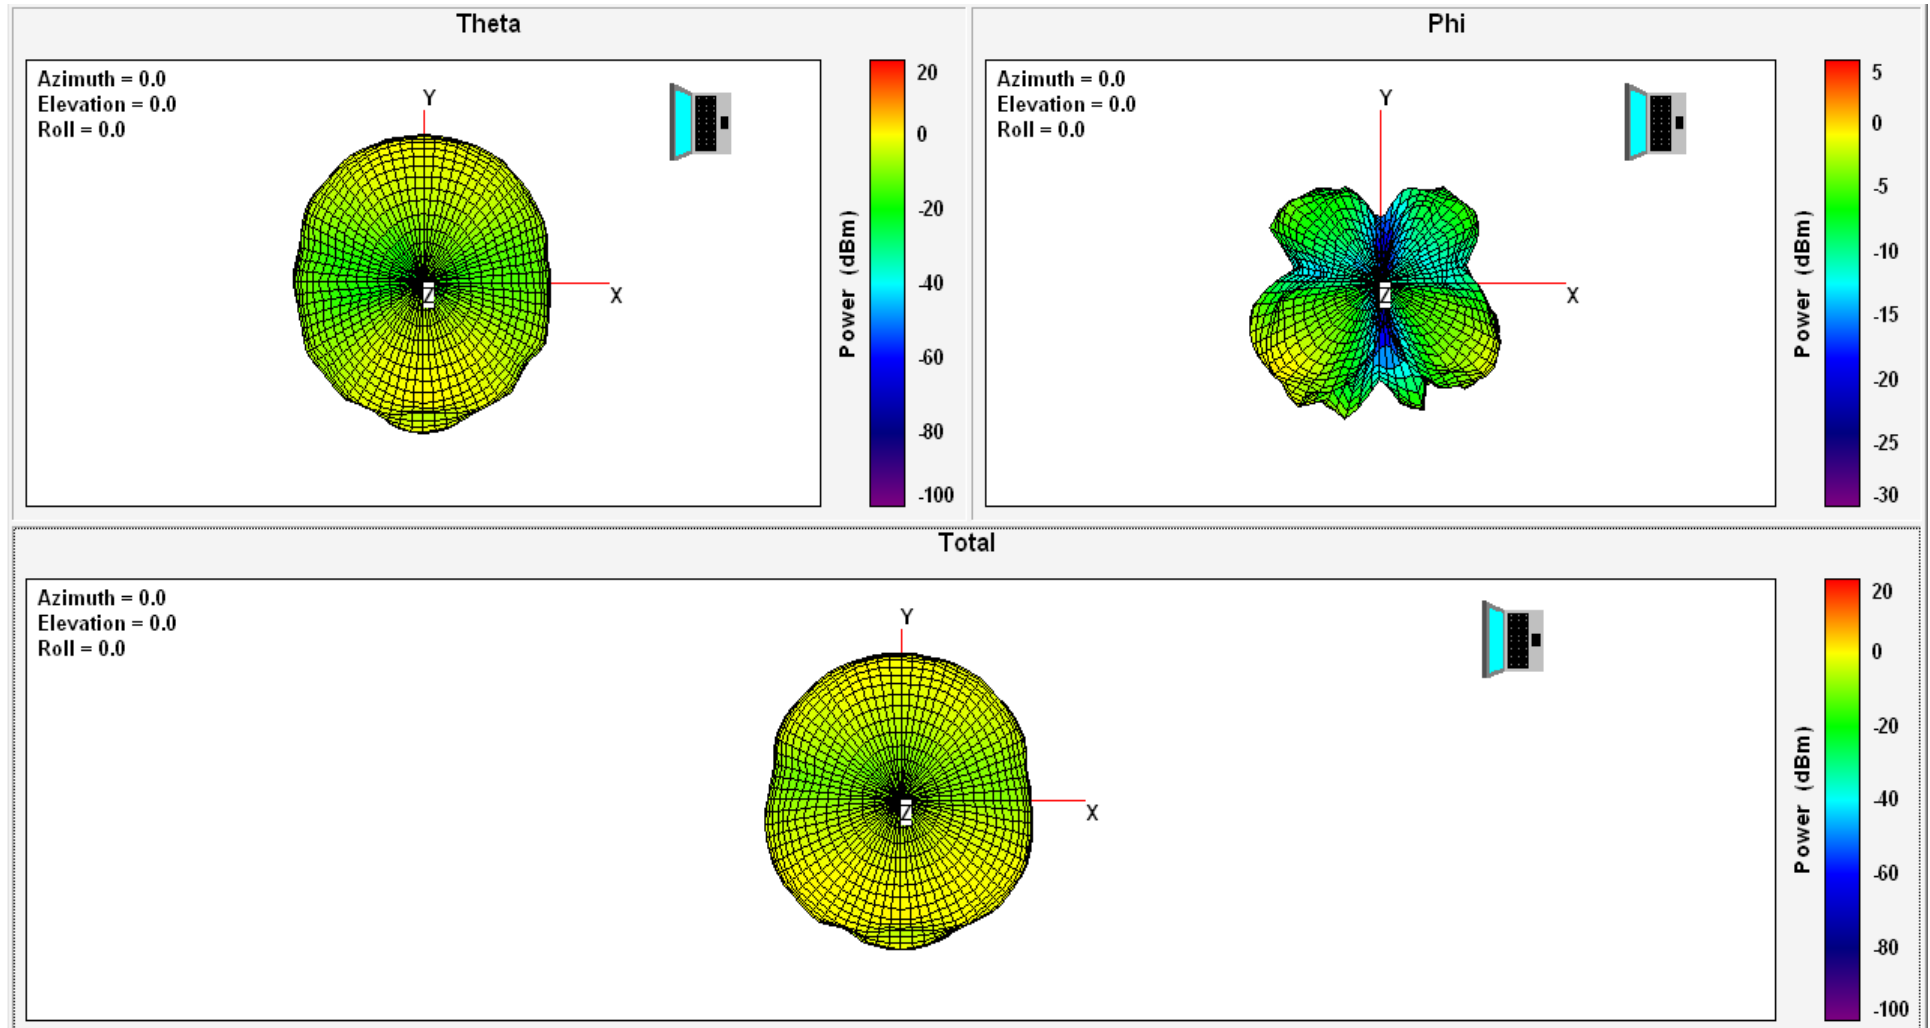 Theta
Azimuth = 0.0
Elevation = 0.0
Roll = 0.0
Y
X
Z
Power (dBm)
20
0
-20
-40
-60
-80
-100
Phi
Azimuth = 0.0
Elevation = 0.0
Roll = 0.0
Y
X
Z
Power (dBm)
5
0
-5
-10
-15
-20
-25
-30
Total
Azimuth = 0.0
Elevation = 0.0
Roll = 0.0
Y
X
Z
Power (dBm)
20
0
-20
-40
-60
-80
-100